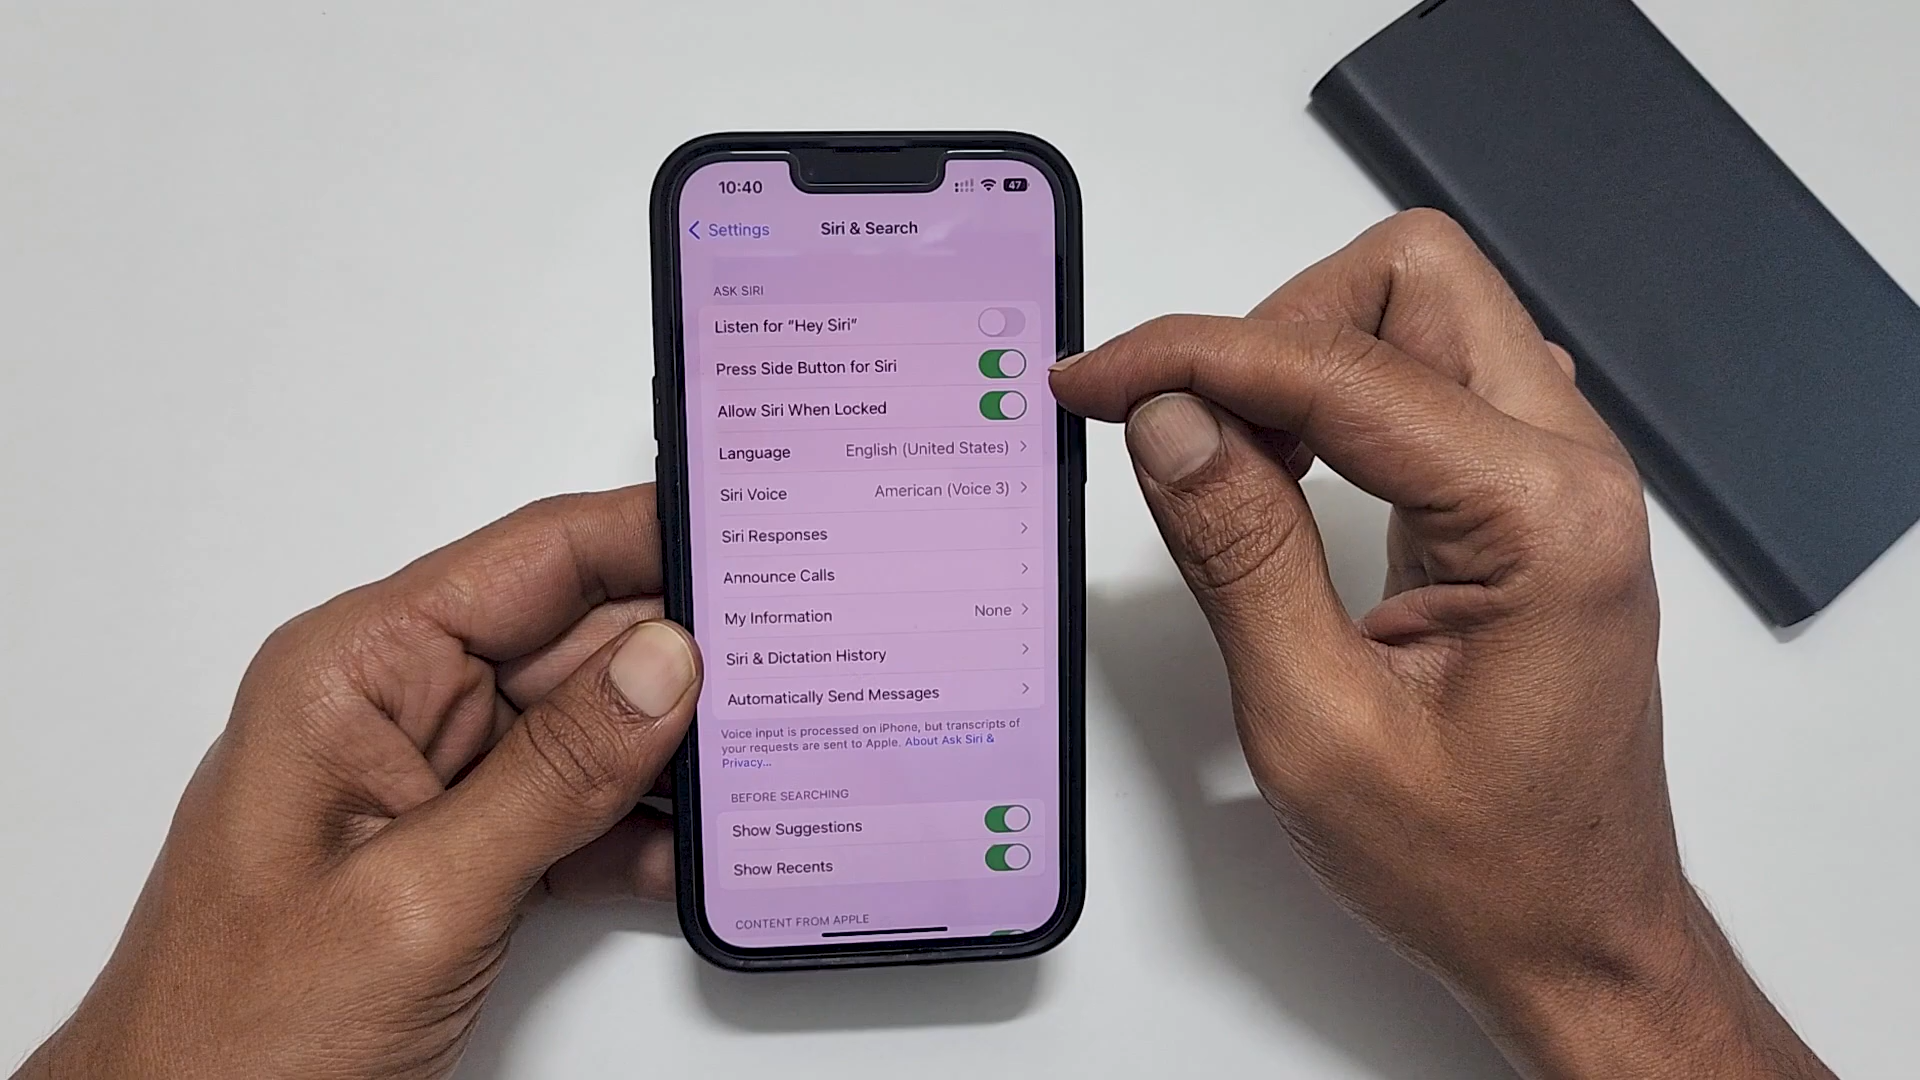 10:40
47
Settings
Siri & Search
ASK SIRI
Listen for “Hey Siri”
Press Side Button for Siri
Allow Siri When Locked
Language English (United States)
Siri Voice American (Voice 3)
Siri Responses
Announce Calls
My Information None
Siri & Dictation History
Automatically Send Messages
Voice input is processed on iPhone, but transcripts of
your requests are sent to Apple. About Ask Siri &
Privacy...
BEFORE SEARCHING
Show Suggestions
Show Recents
CONTENT FROM APPLE